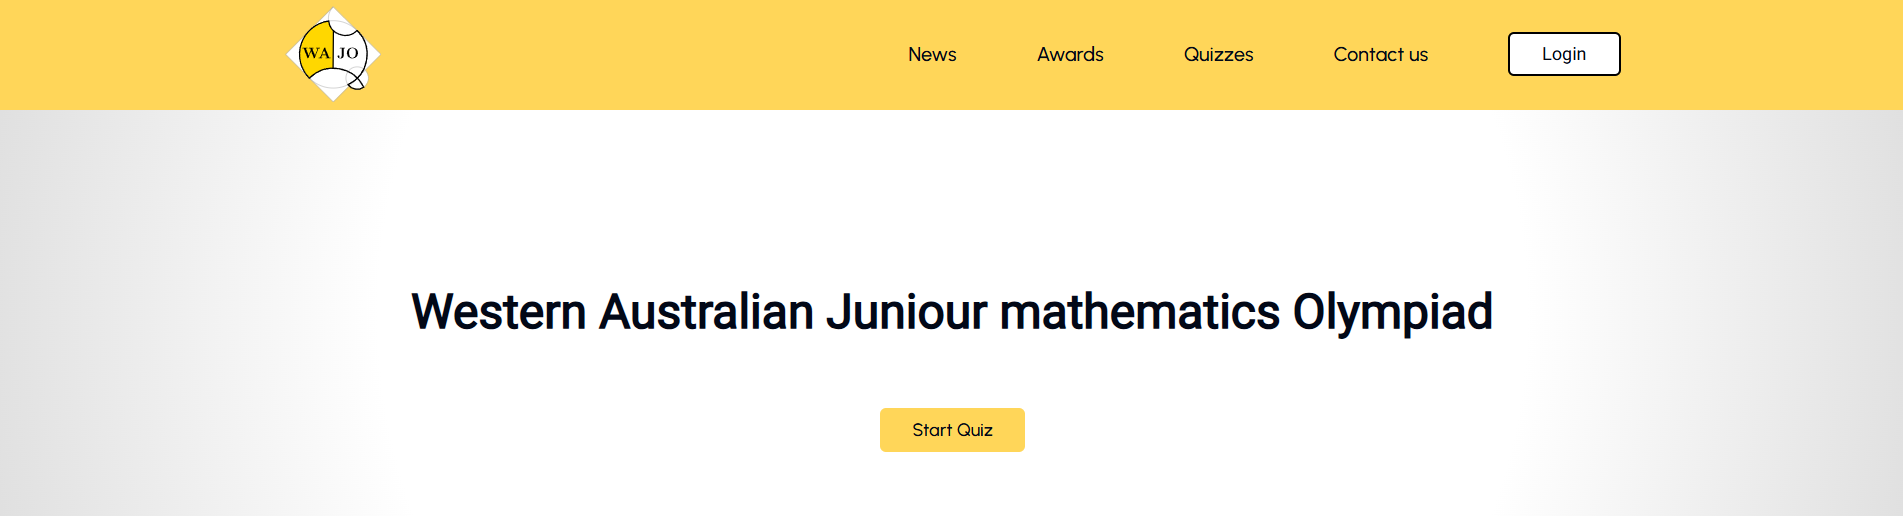 WA JO
News
Awards
Quizzes
Contact us
Login
Western Australian Juniour mathematics Olympiad
Start Quiz